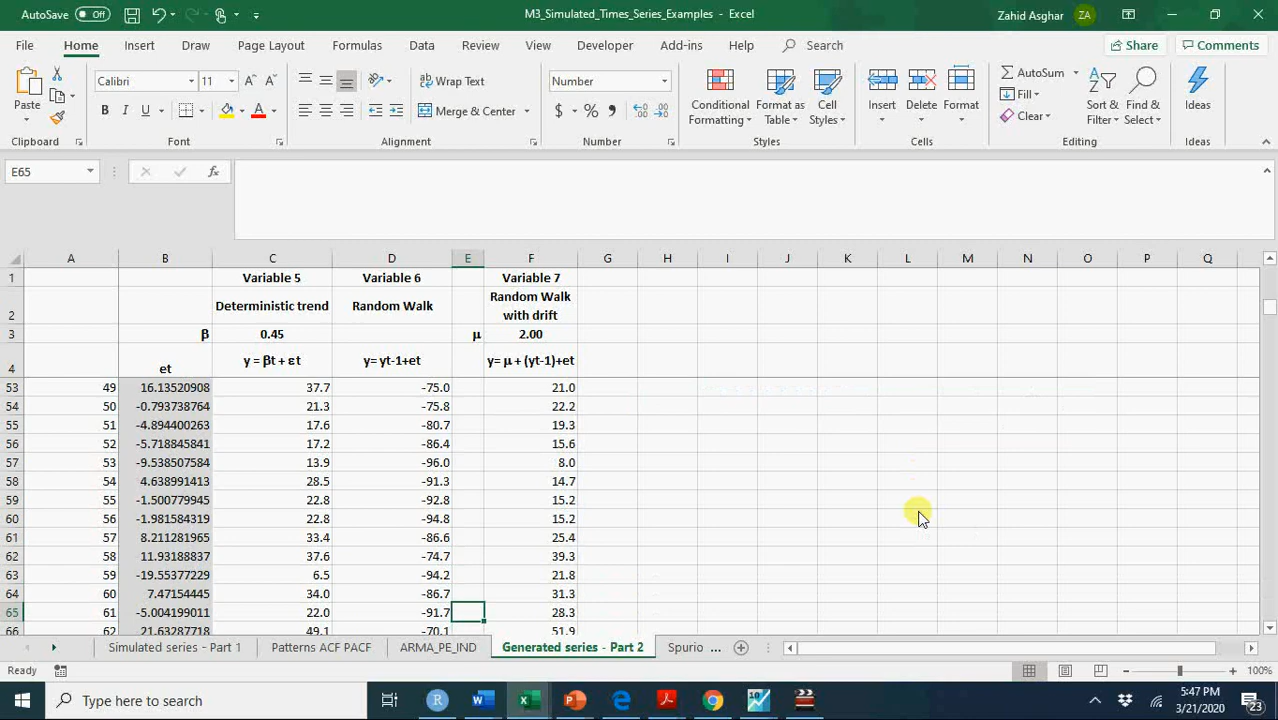 AutoSave Off
M3_Simulated_Times_Series_Examples - Excel
Zahid Asghar ZA
File Home Insert Draw Page Layout Formulas Data Review View Developer Add-ins Help Search Share Comments
Paste Calibri 11 Wrap Text Number Conditional Formatting Format as Table Cell Styles Insert Delete Format AutoSum Sort & Filter Find & Select Ideas
B I U A Merge & Center $ % Fill
Clear
Clipboard Font Alignment Number Styles Cells Editing Ideas
E65 fx
A B C D E F G H I J K L M N O P Q
1 Variable 5 Variable 6 Variable 7
2 Deterministic trend Random Walk Random Walk with drift
3 β 0.45 μ 2.00
4 et y = βt + εt y= yt-1+et y= μ + (yt-1)+et
53 49 16.13520908 37.7 -75.0 21.0
54 50 -0.793738764 21.3 -75.8 22.2
55 51 -4.894400263 17.6 -80.7 19.3
56 52 -5.718845841 17.2 -86.4 15.6
57 53 -9.538507584 13.9 -96.0 8.0
58 54 4.638991413 28.5 -91.3 14.7
59 55 -1.500779945 22.8 -92.8 15.2
60 56 -1.981584319 22.8 -94.8 15.2
61 57 8.211281965 33.4 -86.6 25.4
62 58 11.93188837 37.6 -74.7 39.3
63 59 -19.55377229 6.5 -94.2 21.8
64 60 7.47154445 34.0 -86.7 31.3
65 61 -5.004199011 22.0 -91.7 28.3
66 62 21.63287718 49.1 -70.1 51.9
Simulated series - Part 1 Patterns ACF PACF ARMA_PE_IND Generated series - Part 2 Spurio ...
Ready 100%
Type here to search
5:47 PM
3/21/2020
23